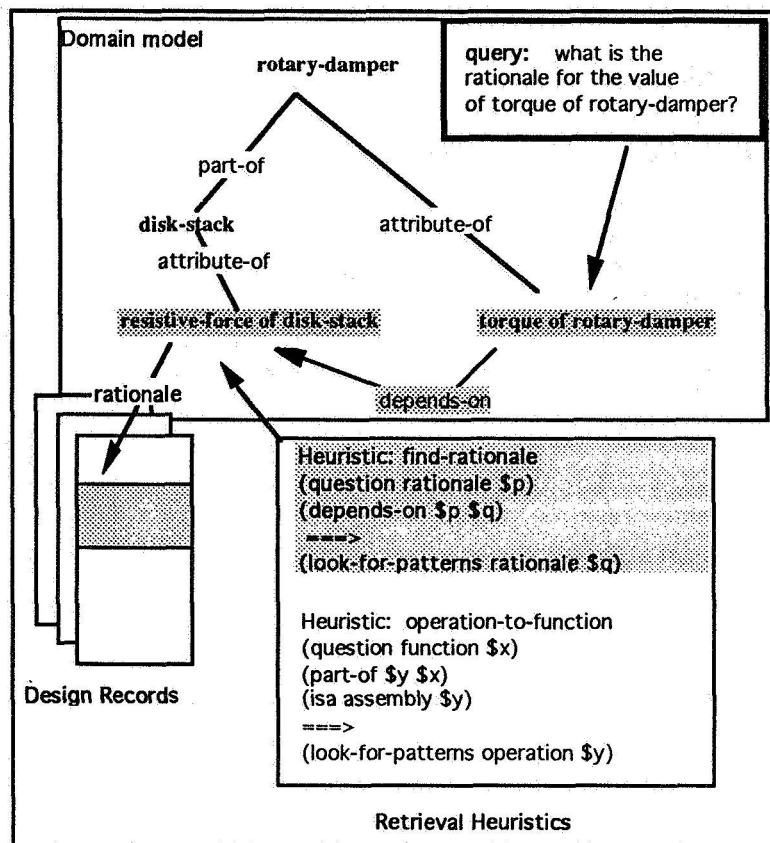 Domain model
rotary-damper
query: what is the
rationale for the value
of torque of rotary-damper?
part-of
disk-stack
attribute-of
attribute-of
resistive-force of disk-stack
torque of rotary-damper
depends-on
rationale
Heuristic: find-rationale
(question rationale $p)
(depends-on $p $q)
===>
(look-for-patterns rationale $q)
Heuristic: operation-to-function
(question function $x)
(part-of $y $x)
(isa assembly $y)
===>
(look-for-patterns operation $y)
Design Records
Retrieval Heuristics